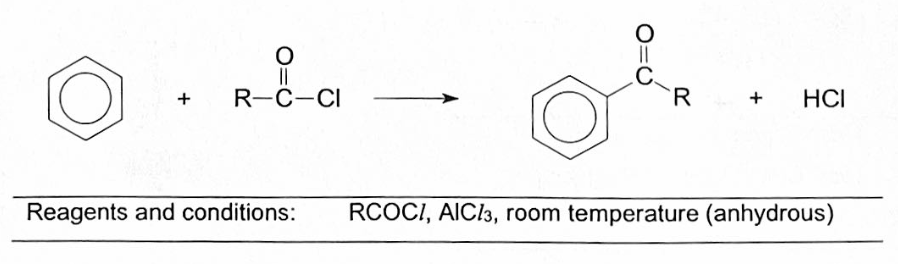 O O
+ R–C–Cl C R + HCl
Reagents and conditions: RCOCl, AlCl3, room temperature (anhydrous)